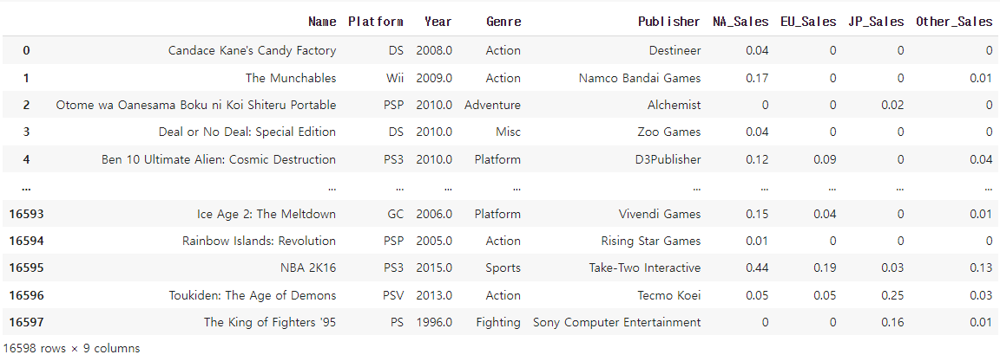 Name Platform Year Genre Publisher NA_Sales EU_Sales JP_Sales Other_Sales
0 Candace Kane's Candy Factory DS 2008.0 Action Destineer 0.04 0 0 0
1 The Munchables Wii 2009.0 Action Namco Bandai Games 0.17 0 0 0.01
2 Otome wa Oanesama Boku ni Koi Shiteru Portable PSP 2010.0 Adventure Alchemist 0 0 0.02 0
3 Deal or No Deal: Special Edition DS 2010.0 Misc Zoo Games 0.04 0 0 0
4 Ben 10 Ultimate Alien: Cosmic Destruction PS3 2010.0 Platform D3Publisher 0.12 0.09 0 0.04
... ... ... ... ... ... ... ... ... ...
16593 Ice Age 2: The Meltdown GC 2006.0 Platform Vivendi Games 0.15 0.04 0 0.01
16594 Rainbow Islands: Revolution PSP 2005.0 Action Rising Star Games 0.01 0 0 0
16595 NBA 2K16 PS3 2015.0 Sports Take-Two Interactive 0.44 0.19 0.03 0.13
16596 Toukiden: The Age of Demons PSV 2013.0 Action Tecmo Koei 0.05 0.05 0.25 0.03
16597 The King of Fighters '95 PS 1996.0 Fighting Sony Computer Entertainment 0 0 0.16 0.01
16598 rows × 9 columns